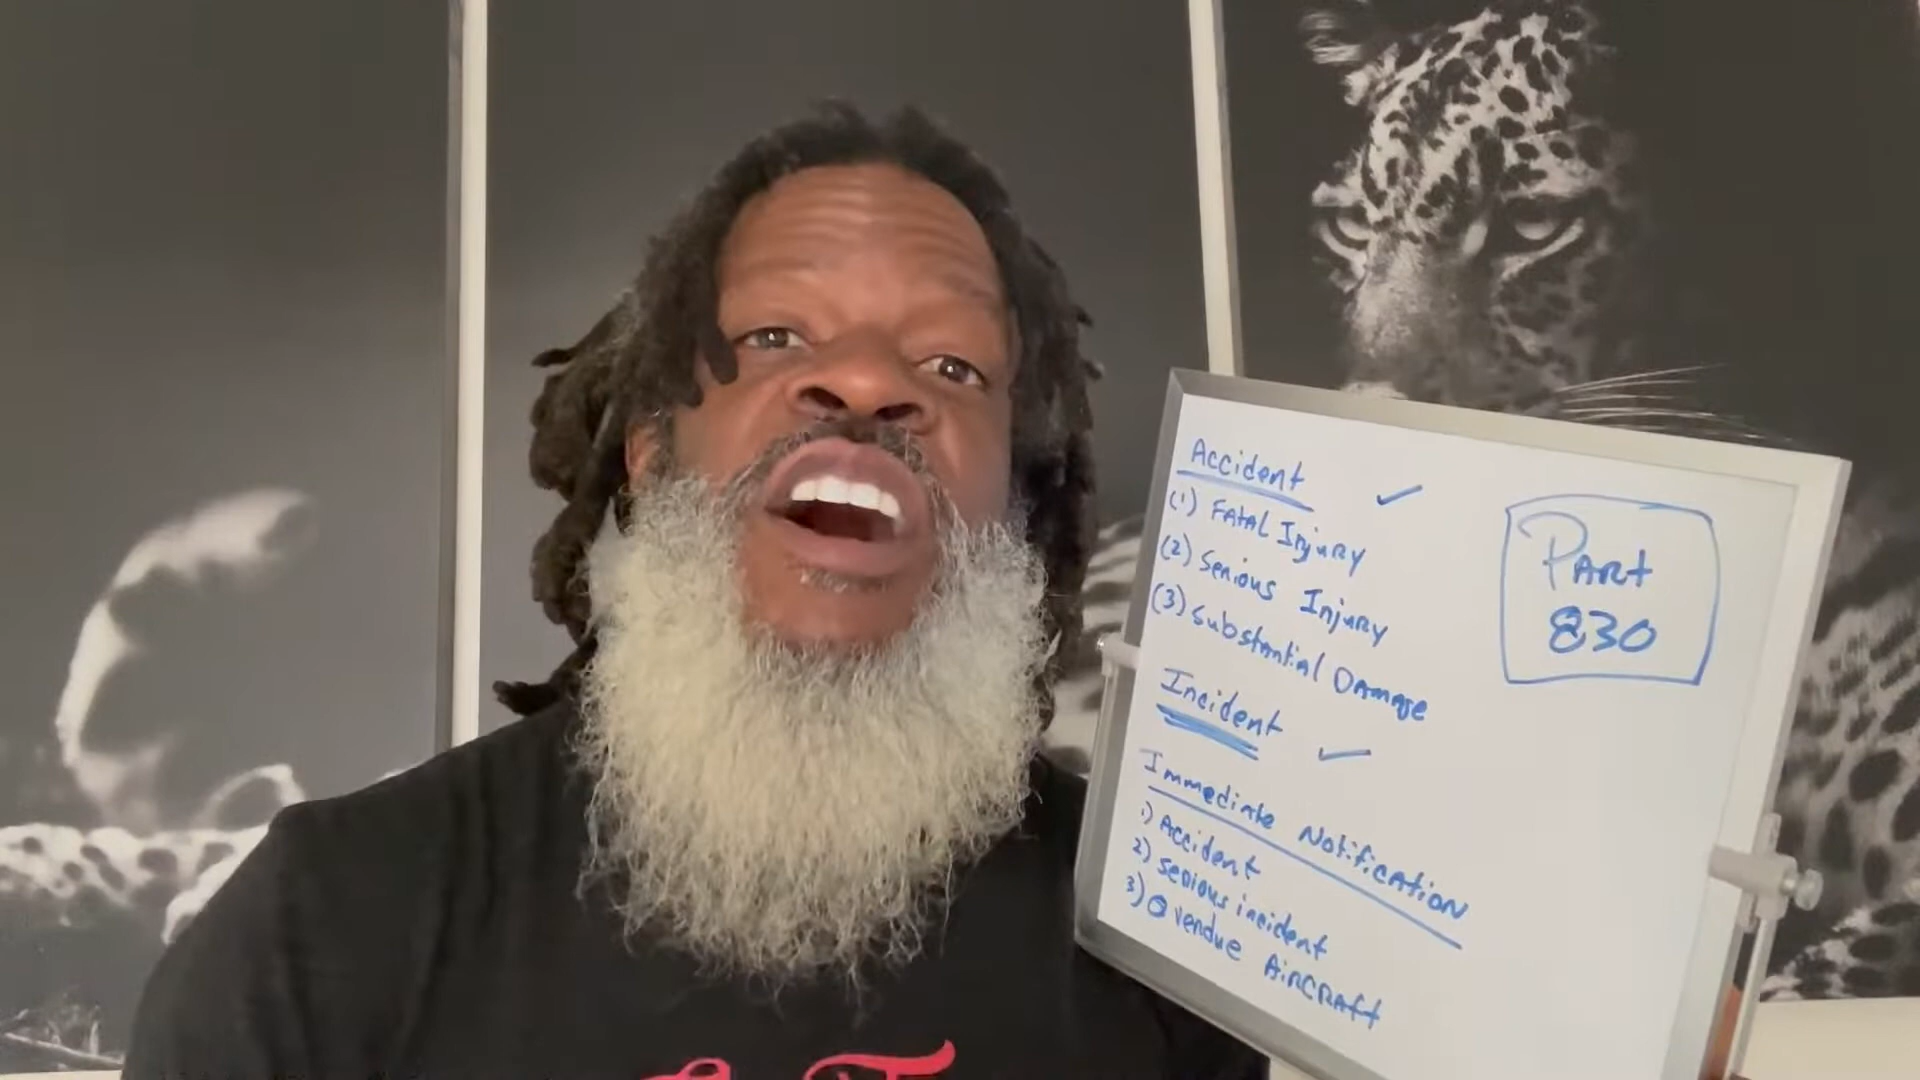 Accident
(1) Fatal Injury
(2) Serious Injury
(3) Substantial Damage
Part
830
Incident
Immediate Notification
1) Accident
2) Serious incident
3) Overdue Aircraft